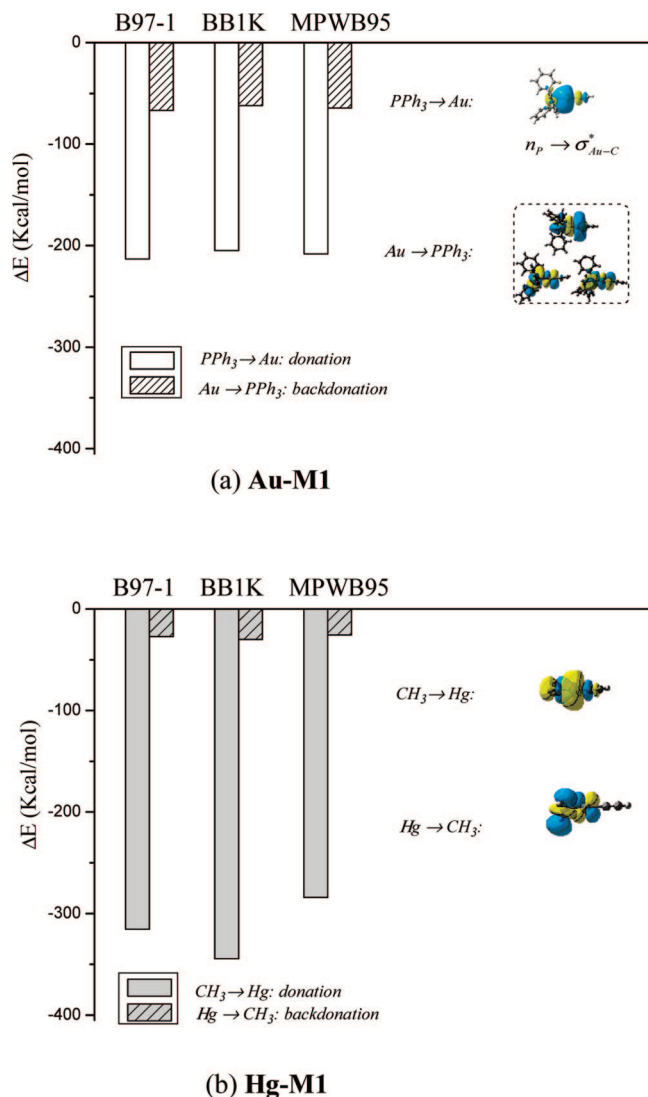 B97-1 BB1K MPWB95
0
-100
-200
-300
-400
ΔE (Kcal/mol)
PPh₃→Au:
n_P → σ*_{Au−C}
Au→PPh₃:
PPh₃→Au: donation
Au→PPh₃: backdonation
(a) Au-M1
B97-1 BB1K MPWB95
0
-100
-200
-300
-400
ΔE (Kcal/mol)
CH₃→Hg:
Hg→CH₃:
CH₃→Hg: donation
Hg→CH₃: backdonation
(b) Hg-M1